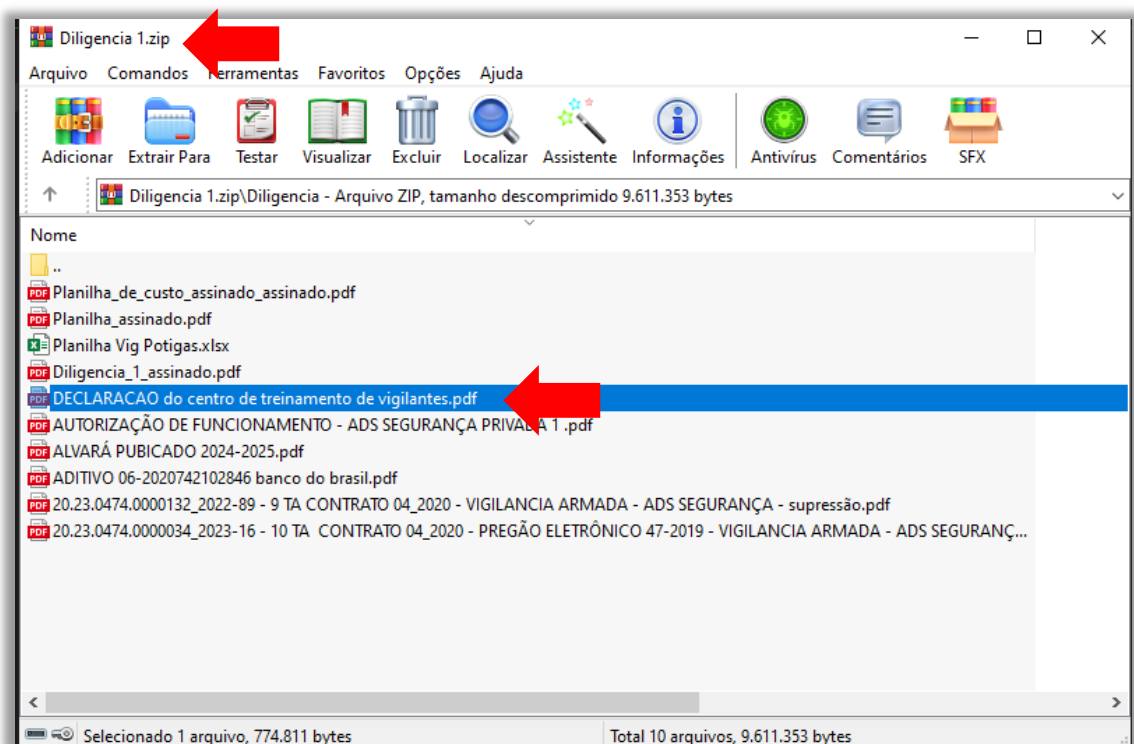 Diligencia 1.zip
Arquivo Comandos Ferramentas Favoritos Opções Ajuda
Adicionar Extrair Para Testar Visualizar Excluir Localizar Assistente Informações Antivírus Comentários SFX
Diligencia 1.zip\Diligencia - Arquivo ZIP, tamanho descomprimido 9.611.353 bytes
Nome
..
Planilha_de_custo_assinado_assinado.pdf
Planilha_assinado.pdf
Planilha Vig Potigas.xlsx
Diligencia_1_assinado.pdf
DECLARACAO do centro de treinamento de vigilantes.pdf
AUTORIZAÇÃO DE FUNCIONAMENTO - ADS SEGURANÇA PRIVADA 1 .pdf
ALVARÁ PUBICADO 2024-2025.pdf
ADITIVO 06-2020742102846 banco do brasil.pdf
20.23.0474.0000132_2022-89 - 9 TA CONTRATO 04_2020 - VIGILANCIA ARMADA - ADS SEGURANÇA - supressão.pdf
20.23.0474.0000034_2023-16 - 10 TA CONTRATO 04_2020 - PREGÃO ELETRÔNICO 47-2019 - VIGILANCIA ARMADA - ADS SEGURANÇ...
Selecionado 1 arquivo, 774.811 bytes
Total 10 arquivos, 9.611.353 bytes